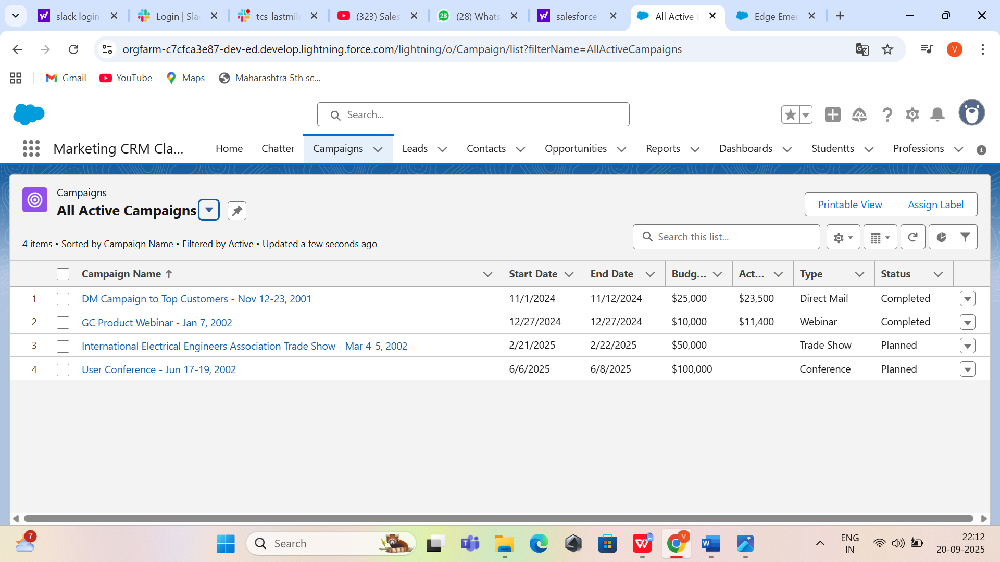 slack login
Login | Sla
tcs-lastmile
(323) Sales
28
(28) Whats
salesforce
All Active
Edge Emer
orgfarm-c7cfca3e87-dev-ed.develop.lightning.force.com/lightning/o/Campaign/list?filterName=AllActiveCampaigns
V
Gmail
YouTube
Maps
Maharashtra 5th sc...
Search...
Marketing CRM Cla...
Home
Chatter
Campaigns
Leads
Contacts
Opportunities
Reports
Dashboards
Studentts
Professions
Campaigns
All Active Campaigns
Printable View
Assign Label
4 items • Sorted by Campaign Name • Filtered by Active • Updated a few seconds ago
Search this list...
Campaign Name Start Date End Date Budg... Act... Type Status
1 DM Campaign to Top Customers - Nov 12-23, 2001 11/1/2024 11/12/2024 $25,000 $23,500 Direct Mail Completed
2 GC Product Webinar - Jan 7, 2002 12/27/2024 12/27/2024 $10,000 $11,400 Webinar Completed
3 International Electrical Engineers Association Trade Show - Mar 4-5, 2002 2/21/2025 2/22/2025 $50,000 Trade Show Planned
4 User Conference - Jun 17-19, 2002 6/6/2025 6/8/2025 $100,000 Conference Planned
7
Search
V
ENG
IN
22:12
20-09-2025